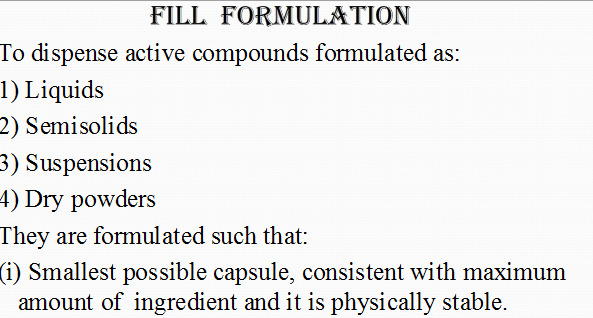 FILL FORMULATION
To dispense active compounds formulated as:
1) Liquids
2) Semisolids
3) Suspensions
4) Dry powders
They are formulated such that:
(i) Smallest possible capsule, consistent with maximum
amount of ingredient and it is physically stable.